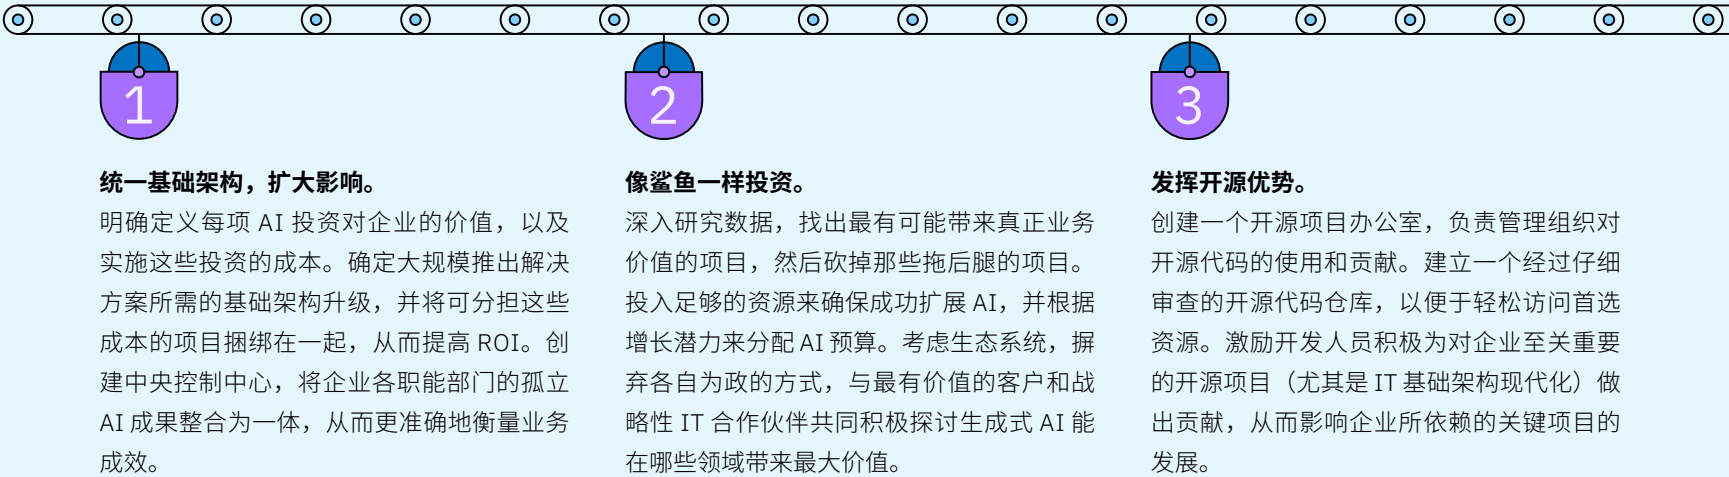 1
统一基础架构，扩大影响。
明确定义每项 AI 投资对企业的价值，以及
实施这些投资的成本。确定大规模推出解决
方案所需的基础架构升级，并将可分担这些
成本的项目捆绑在一起，从而提高 ROI。创
建中央控制中心，将企业各职能部门的孤立
AI 成果整合为一体，从而更准确地衡量业务
成效。
2
像鲨鱼一样投资。
深入研究数据，找出最有可能带来真正业务
价值的项目，然后砍掉那些拖后腿的项目。
投入足够的资源来确保成功扩展 AI，并根据
增长潜力来分配 AI 预算。考虑生态系统，摒
弃各自为政的方式，与最有价值的客户和战
略性 IT 合作伙伴共同积极探讨生成式 AI 能
在哪些领域带来最大价值。
3
发挥开源优势。
创建一个开源项目办公室，负责管理组织对
开源代码的使用和贡献。建立一个经过仔细
审查的开源代码仓库，以便于轻松访问首选
资源。激励开发人员积极为对企业至关重要
的开源项目（尤其是 IT 基础架构现代化）做
出贡献，从而影响企业所依赖的关键项目的
发展。